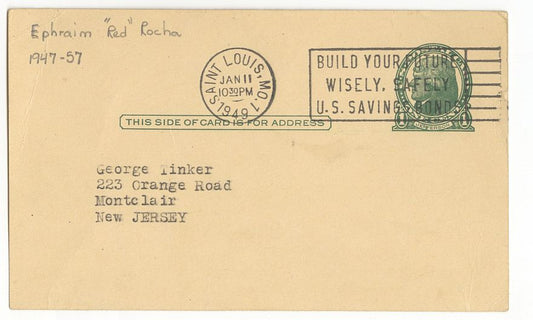 Ephraim "Red" Rocha
1947-57
SAINT LOUIS, MO.
JAN 11
10 30 PM
1949
BUILD YOUR FUTURE
WISELY, SAFELY
U.S. SAVINGS BONDS
THIS SIDE OF CARD IS FOR ADDRESS
George Tinker
223 Orange Road
Montclair
New JERSEY